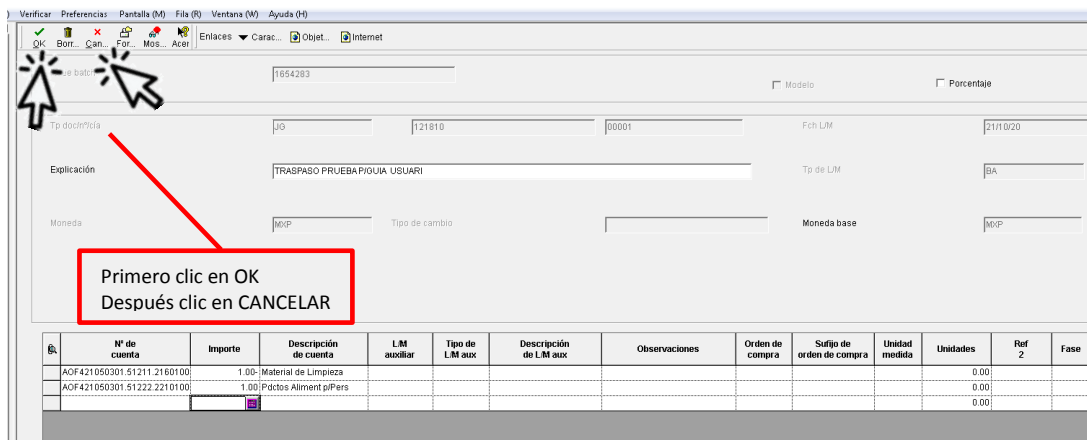 ) Verificar Preferencias Pantalla (M) Fila (R) Ventana (W) Ayuda (H)
OK Borr... Can... For... Mos... Acer Enlaces Carac... Objet... Internet
1654283 Modelo Porcentaje
Tp doc/nº/cía JG 121810 00001 Fch L/M 21/10/20
Explicación TRASPASO PRUEBA P/GUIA USUARI Tp de L/M BA
Moneda MXP Tipo de cambio Moneda base MXP
Primero clic en OK
Después clic en CANCELAR
Nº de cuenta Importe Descripción de cuenta L/M auxiliar Tipo de L/M aux Descripción de L/M aux Observaciones Orden de compra Sufijo de orden de compra Unidad medida Unidades Ref 2 Fase
AOF421050301.51211.2160100 1.00- Material de Limpieza 0.00
AOF421050301.51222.2210100 1.00 Pdctos Aliment p/Pers 0.00
0.00